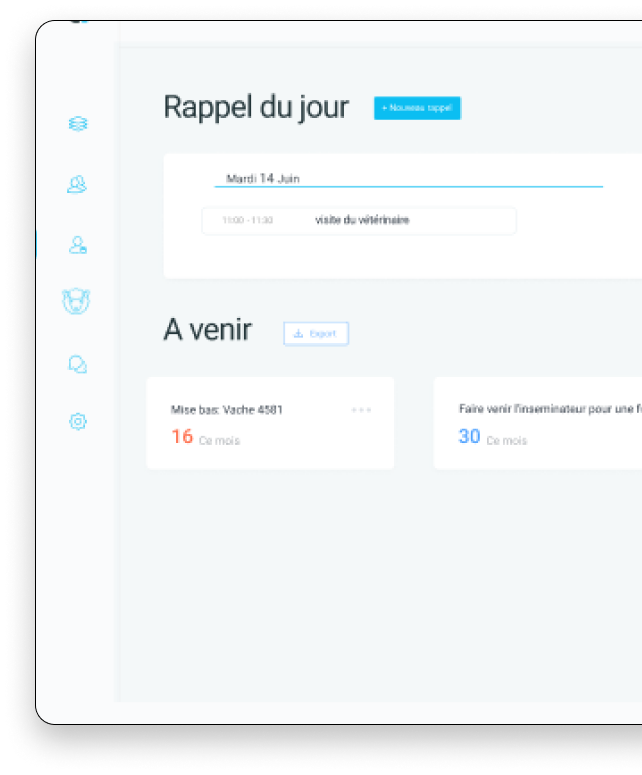 Rappel du jour
+ Nouveau rappel
Mardi 14 Juin
11:00 - 11:30 visite du vétérinaire
A venir
Export
Mise bas: Vache 4581
16 Ce mois
Faire venir l'inseminateur pour une
30 Ce mois